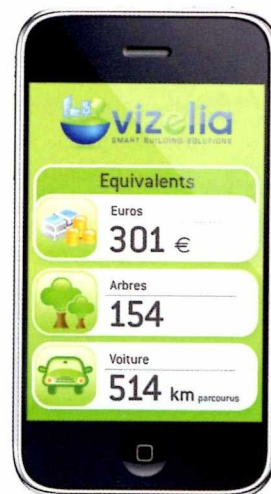 vizelia
SMART BUILDING SOLUTIONS
Equivalents
Euros
301 €
Arbres
154
Voiture
514 km parcourus